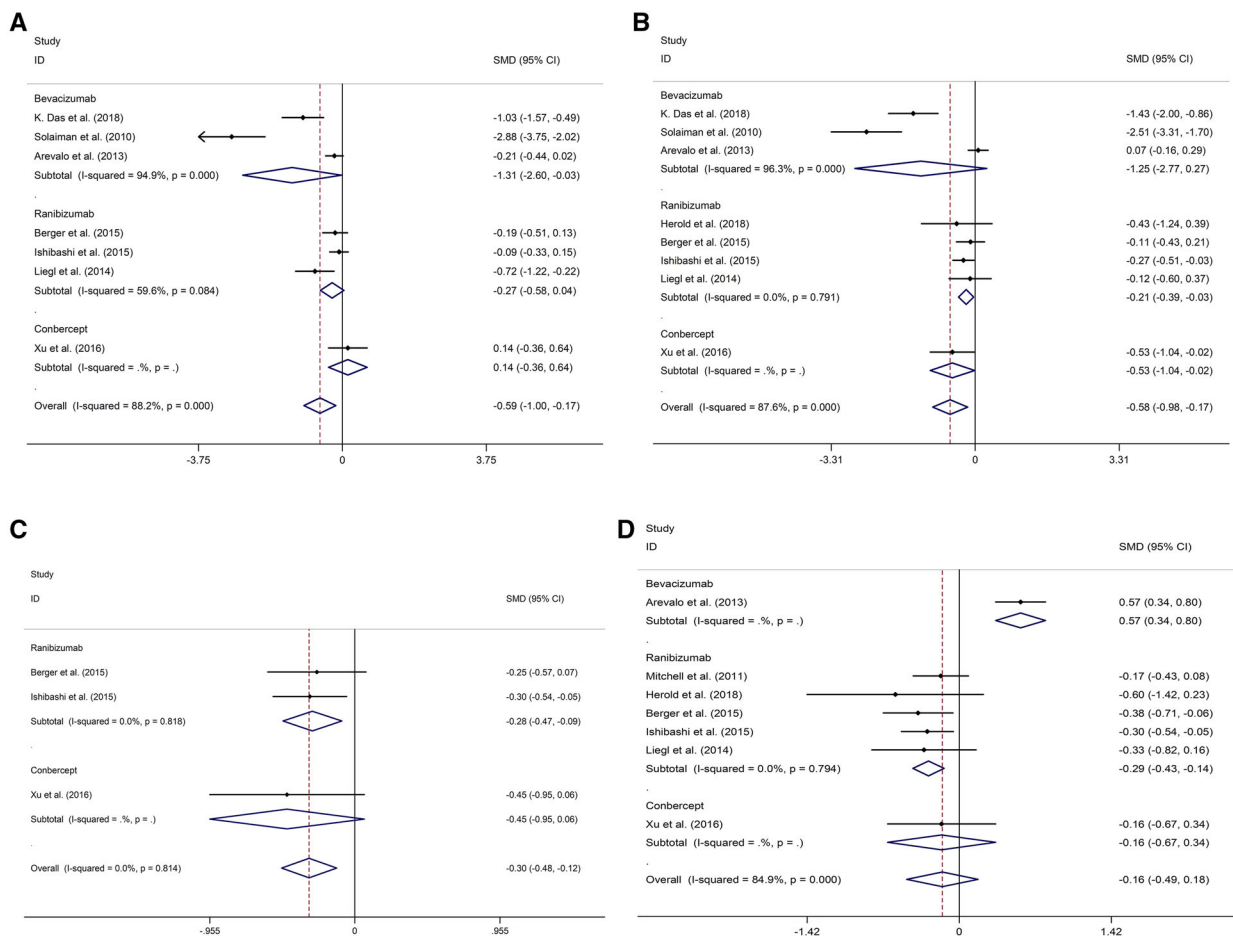 A
Study
ID SMD (95% CI)
Bevacizumab
K. Das et al. (2018) -1.03 (-1.57, -0.49)
Solaiman et al. (2010) -2.88 (-3.75, -2.02)
Arevalo et al. (2013) -0.21 (-0.44, 0.02)
Subtotal (I-squared = 94.9%, p = 0.000) -1.31 (-2.60, -0.03)
.
Ranibizumab
Berger et al. (2015) -0.19 (-0.51, 0.13)
Ishibashi et al. (2015) -0.09 (-0.33, 0.15)
Liegl et al. (2014) -0.72 (-1.22, -0.22)
Subtotal (I-squared = 59.6%, p = 0.084) -0.27 (-0.58, 0.04)
.
Conbercept
Xu et al. (2016) 0.14 (-0.36, 0.64)
Subtotal (I-squared = .%, p = .) 0.14 (-0.36, 0.64)
.
Overall (I-squared = 88.2%, p = 0.000) -0.59 (-1.00, -0.17)
-3.75 0 3.75
B
Study
ID SMD (95% CI)
Bevacizumab
K. Das et al. (2018) -1.43 (-2.00, -0.86)
Solaiman et al. (2010) -2.51 (-3.31, -1.70)
Arevalo et al. (2013) 0.07 (-0.16, 0.29)
Subtotal (I-squared = 96.3%, p = 0.000) -1.25 (-2.77, 0.27)
.
Ranibizumab
Herold et al. (2018) -0.43 (-1.24, 0.39)
Berger et al. (2015) -0.11 (-0.43, 0.21)
Ishibashi et al. (2015) -0.27 (-0.51, -0.03)
Liegl et al. (2014) -0.12 (-0.60, 0.37)
Subtotal (I-squared = 0.0%, p = 0.791) -0.21 (-0.39, -0.03)
.
Conbercept
Xu et al. (2016) -0.53 (-1.04, -0.02)
Subtotal (I-squared = .%, p = .) -0.53 (-1.04, -0.02)
.
Overall (I-squared = 87.6%, p = 0.000) -0.58 (-0.98, -0.17)
-3.31 0 3.31
C
Study
ID SMD (95% CI)
Ranibizumab
Berger et al. (2015) -0.25 (-0.57, 0.07)
Ishibashi et al. (2015) -0.30 (-0.54, -0.05)
Subtotal (I-squared = 0.0%, p = 0.818) -0.28 (-0.47, -0.09)
.
Conbercept
Xu et al. (2016) -0.45 (-0.95, 0.06)
Subtotal (I-squared = .%, p = .) -0.45 (-0.95, 0.06)
.
Overall (I-squared = 0.0%, p = 0.814) -0.30 (-0.48, -0.12)
-.955 0 .955
D
Study
ID SMD (95% CI)
Bevacizumab
Arevalo et al. (2013) 0.57 (0.34, 0.80)
Subtotal (I-squared = .%, p = .) 0.57 (0.34, 0.80)
.
Ranibizumab
Mitchell et al. (2011) -0.17 (-0.43, 0.08)
Herold et al. (2018) -0.60 (-1.42, 0.23)
Berger et al. (2015) -0.38 (-0.71, -0.06)
Ishibashi et al. (2015) -0.30 (-0.54, -0.05)
Liegl et al. (2014) -0.33 (-0.82, 0.16)
Subtotal (I-squared = 0.0%, p = 0.794) -0.29 (-0.43, -0.14)
.
Conbercept
Xu et al. (2016) -0.16 (-0.67, 0.34)
Subtotal (I-squared = .%, p = .) -0.16 (-0.67, 0.34)
.
Overall (I-squared = 84.9%, p = 0.000) -0.16 (-0.49, 0.18)
-1.42 0 1.42